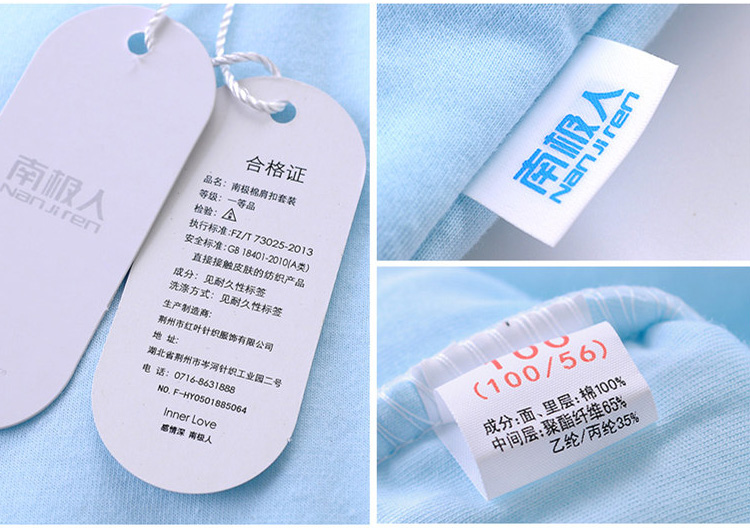 南极人
NanJiren
合格证
品名：南极棉肩扣套装
等级：一等品
检验：
执行标准：FZ/T 73025-2013
安全标准：GB 18401-2010(A类)
直接接触皮肤的纺织产品
成分：见耐久性标签
洗涤方式：见耐久性标签
生产制造商：
荆州市红叶针织服饰有限公司
地 址：
湖北省荆州市岑河针织工业园二号
电 话：0716-8631888
NO. F-HY0501885064
Inner Love
感情深 南极人
南极人
NanJiren
100
(100/56)
成分：面、里层：棉100%
中间层：聚酯纤维65%
乙纶/丙纶35%